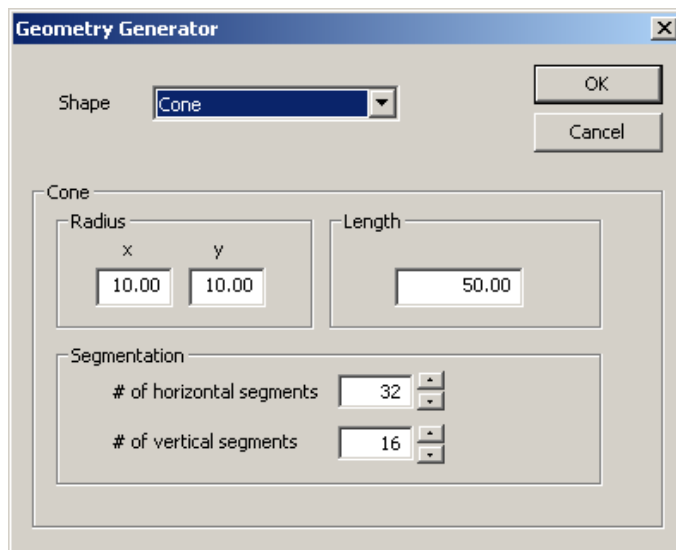 Geometry Generator
Shape
Cone
OK
Cancel
Cone
Radius
x y
10.00 10.00
Length
50.00
Segmentation
# of horizontal segments 32
# of vertical segments 16